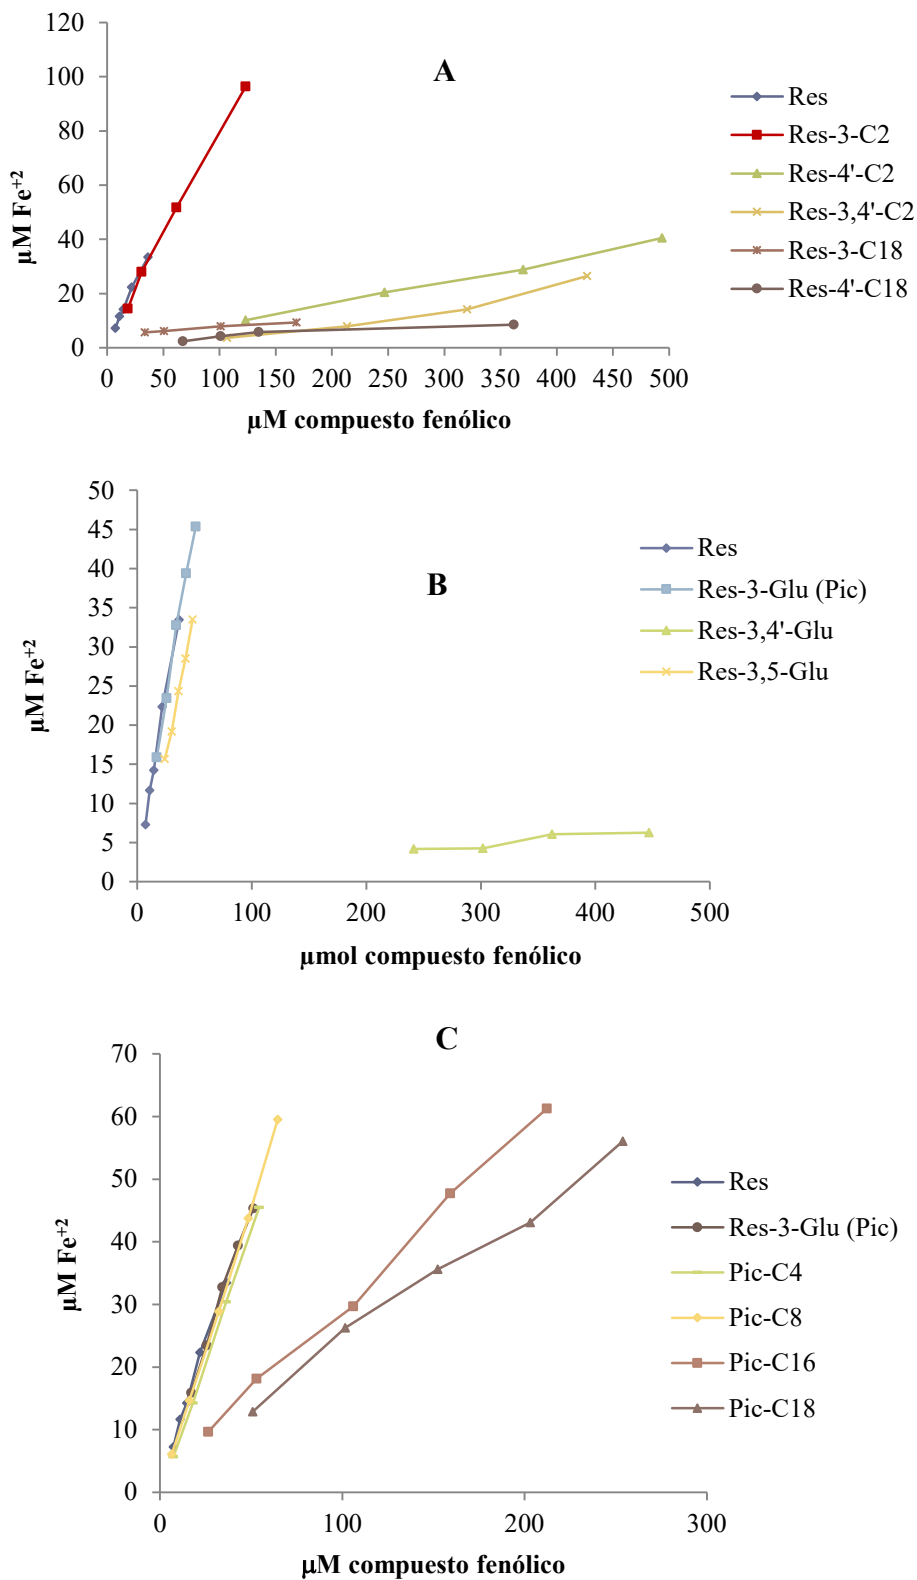 A
120
100
80
60
40
20
0
µM Fe⁺²
0 50 100 150 200 250 300 350 400 450 500
µM compuesto fenólico
Res
Res-3-C2
Res-4'-C2
Res-3,4'-C2
Res-3-C18
Res-4'-C18
B
50
45
40
35
30
25
20
15
10
5
0
µM Fe⁺²
0 100 200 300 400 500
µmol compuesto fenólico
Res
Res-3-Glu (Pic)
Res-3,4'-Glu
Res-3,5-Glu
C
70
60
50
40
30
20
10
0
µM Fe⁺²
0 100 200 300
µM compuesto fenólico
Res
Res-3-Glu (Pic)
Pic-C4
Pic-C8
Pic-C16
Pic-C18